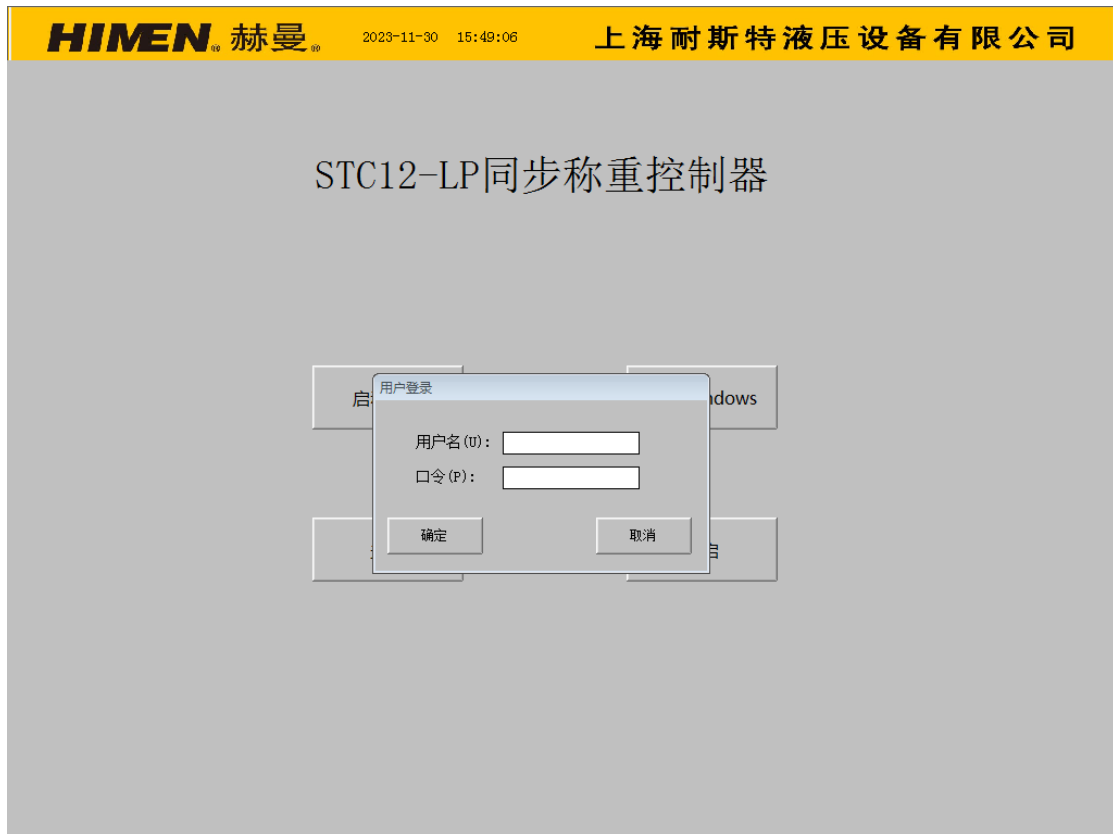 HIMEN® 赫曼® 2023-11-30 15:49:06 上海耐斯特液压设备有限公司
STC12-LP同步称重控制器
用户登录
用户名(U):
口令(P):
确定 取消